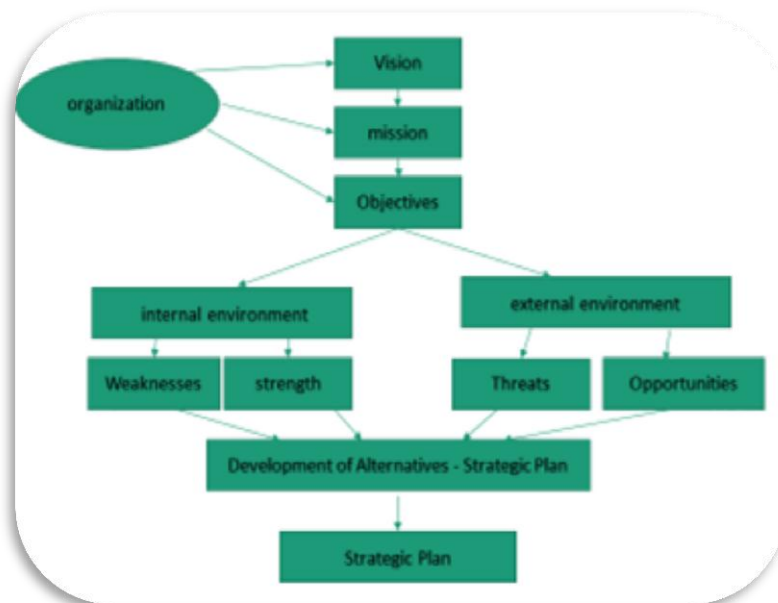 Vision
organization
mission
Objectives
internal environment
external environment
Weaknesses
strength
Threats
Opportunities
Development of Alternatives - Strategic Plan
Strategic Plan